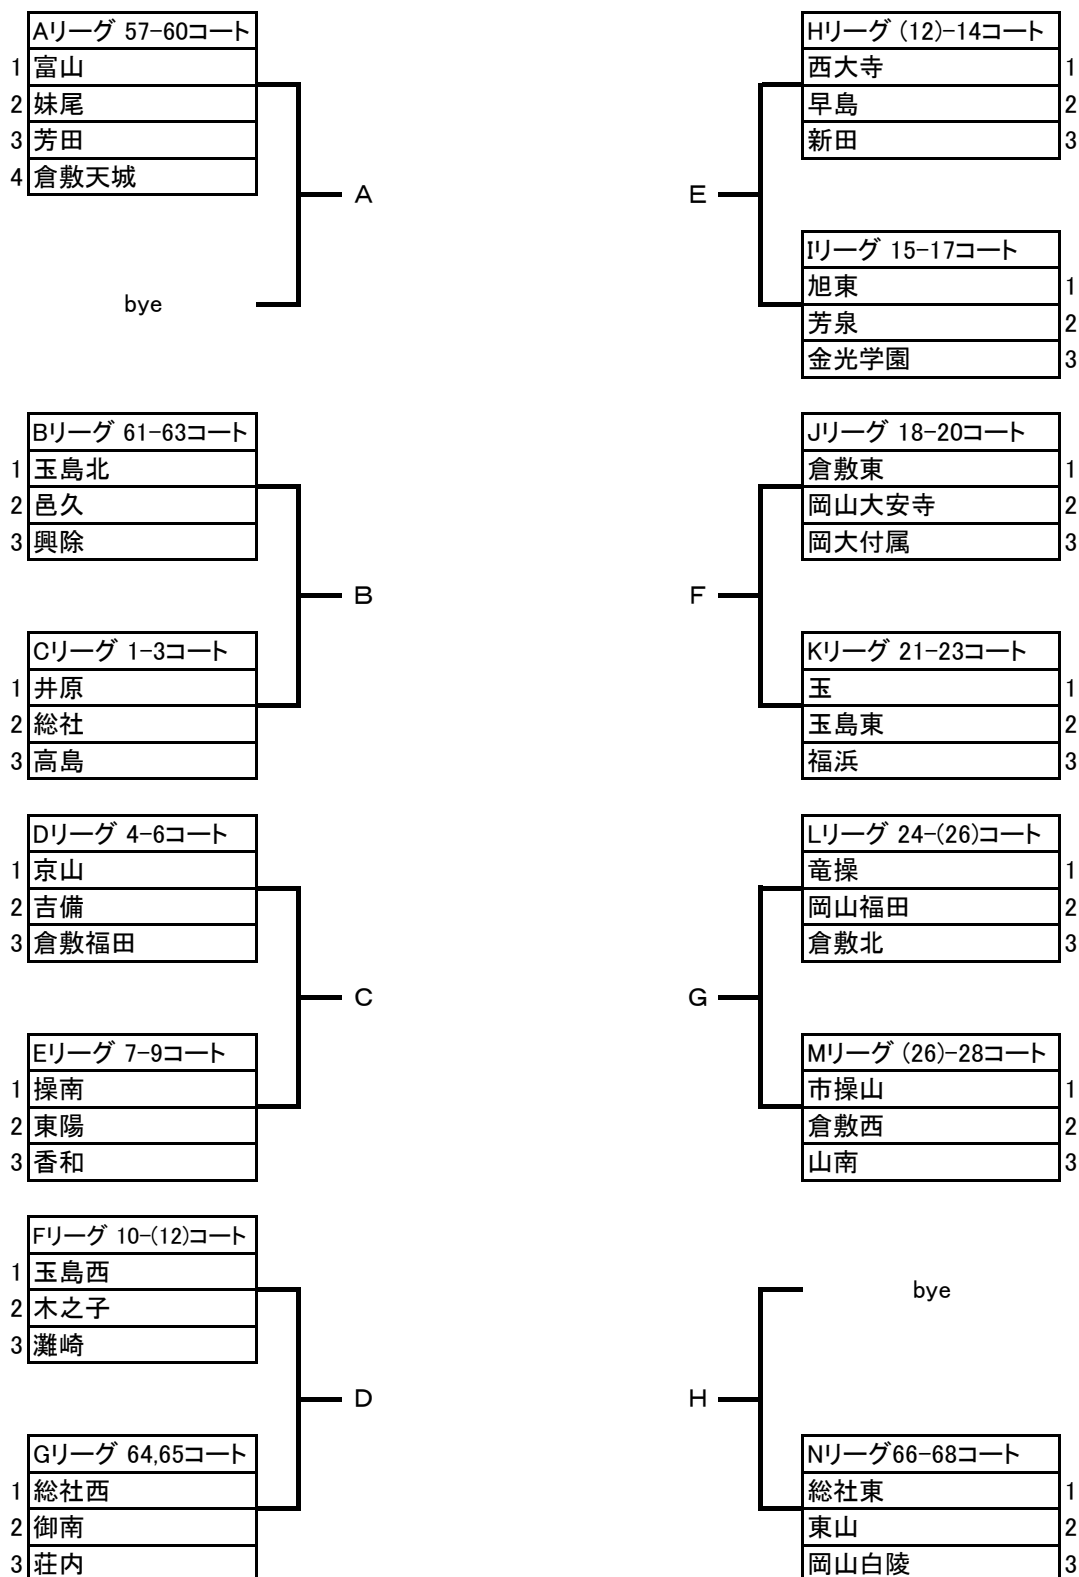 Aリーグ 57-60コート
1 富山
2 妹尾
3 芳田
4 倉敷天城
A
bye
Bリーグ 61-63コート
1 玉島北
2 邑久
3 興除
B
Cリーグ 1-3コート
1 井原
2 総社
3 高島
Dリーグ 4-6コート
1 京山
2 吉備
3 倉敷福田
C
Eリーグ 7-9コート
1 操南
2 東陽
3 香和
Fリーグ 10-(12)コート
1 玉島西
2 木之子
3 灘崎
D
Gリーグ 64,65コート
1 総社西
2 御南
3 荘内
Hリーグ (12)-14コート
西大寺 1
早島 2
新田 3
E
Iリーグ 15-17コート
旭東 1
芳泉 2
金光学園 3
Jリーグ 18-20コート
倉敷東 1
岡山大安寺 2
岡大付属 3
F
Kリーグ 21-23コート
玉 1
玉島東 2
福浜 3
Lリーグ 24-(26)コート
竜操 1
岡山福田 2
倉敷北 3
G
Mリーグ (26)-28コート
市操山 1
倉敷西 2
山南 3
bye
H
Nリーグ66-68コート
総社東 1
東山 2
岡山白陵 3